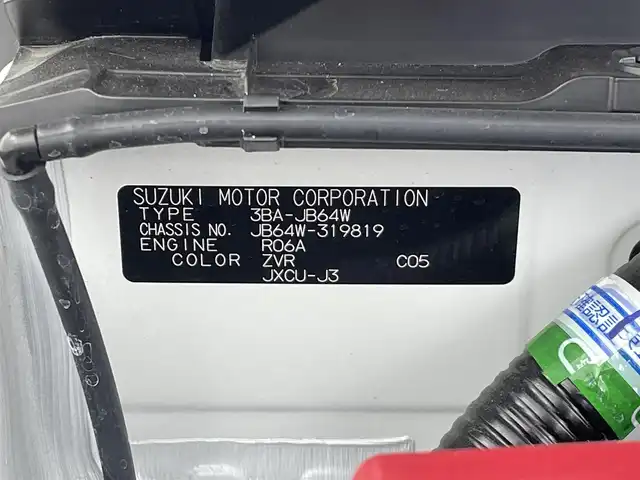 SUZUKI MOTOR CORPORATION
TYPE 3BA-JB64W
CHASSIS NO. JB64W-319819
ENGINE R06A
COLOR ZVR C05
JXCU-J3